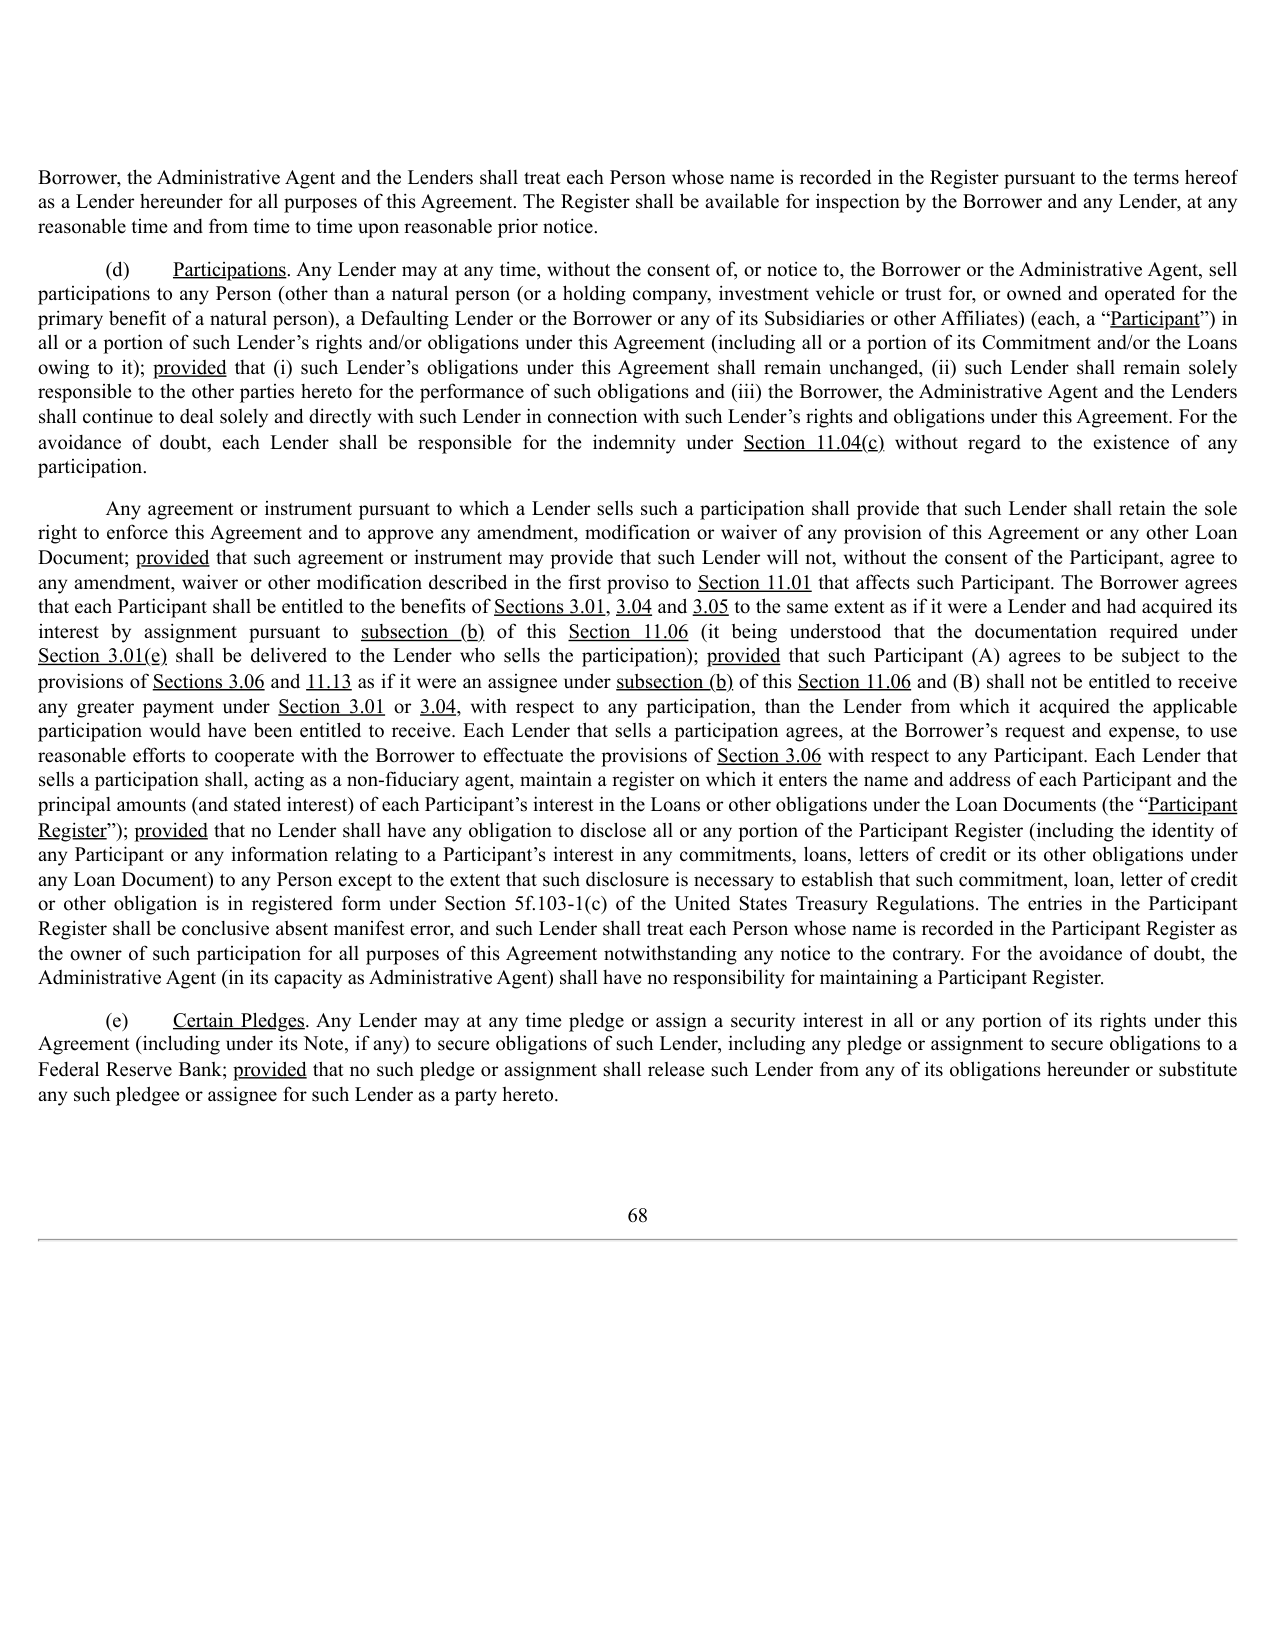 Borrower, the Administrative Agent and the Lenders shall treat each Person whose name is recorded in the Register pursuant to the terms hereof
as a Lender hereunder for all purposes of this Agreement. The Register shall be available for inspection by the Borrower and any Lender, at any
reasonable time and from time to time upon reasonable prior notice.
(d) Participations. Any Lender may at any time, without the consent of, or notice to, the Borrower or the Administrative Agent, sell
participations to any Person (other than a natural person (or a holding company, investment vehicle or trust for, or owned and operated for the
primary benefit of a natural person), a Defaulting Lender or the Borrower or any of its Subsidiaries or other Affiliates) (each, a “Participant”) in
all or a portion of such Lender’s rights and/or obligations under this Agreement (including all or a portion of its Commitment and/or the Loans
owing to it); provided that (i) such Lender’s obligations under this Agreement shall remain unchanged, (ii) such Lender shall remain solely
responsible to the other parties hereto for the performance of such obligations and (iii) the Borrower, the Administrative Agent and the Lenders
shall continue to deal solely and directly with such Lender in connection with such Lender’s rights and obligations under this Agreement. For the
avoidance of doubt, each Lender shall be responsible for the indemnity under Section 11.04(c) without regard to the existence of any
participation.
Any agreement or instrument pursuant to which a Lender sells such a participation shall provide that such Lender shall retain the sole
right to enforce this Agreement and to approve any amendment, modification or waiver of any provision of this Agreement or any other Loan
Document; provided that such agreement or instrument may provide that such Lender will not, without the consent of the Participant, agree to
any amendment, waiver or other modification described in the first proviso to Section 11.01 that affects such Participant. The Borrower agrees
that each Participant shall be entitled to the benefits of Sections 3.01, 3.04 and 3.05 to the same extent as if it were a Lender and had acquired its
interest by assignment pursuant to subsection (b) of this Section 11.06 (it being understood that the documentation required under
Section 3.01(e) shall be delivered to the Lender who sells the participation); provided that such Participant (A) agrees to be subject to the
provisions of Sections 3.06 and 11.13 as if it were an assignee under subsection (b) of this Section 11.06 and (B) shall not be entitled to receive
any greater payment under Section 3.01 or 3.04, with respect to any participation, than the Lender from which it acquired the applicable
participation would have been entitled to receive. Each Lender that sells a participation agrees, at the Borrower’s request and expense, to use
reasonable efforts to cooperate with the Borrower to effectuate the provisions of Section 3.06 with respect to any Participant. Each Lender that
sells a participation shall, acting as a non-fiduciary agent, maintain a register on which it enters the name and address of each Participant and the
principal amounts (and stated interest) of each Participant’s interest in the Loans or other obligations under the Loan Documents (the “Participant
Register”); provided that no Lender shall have any obligation to disclose all or any portion of the Participant Register (including the identity of
any Participant or any information relating to a Participant’s interest in any commitments, loans, letters of credit or its other obligations under
any Loan Document) to any Person except to the extent that such disclosure is necessary to establish that such commitment, loan, letter of credit
or other obligation is in registered form under Section 5f.103-1(c) of the United States Treasury Regulations. The entries in the Participant
Register shall be conclusive absent manifest error, and such Lender shall treat each Person whose name is recorded in the Participant Register as
the owner of such participation for all purposes of this Agreement notwithstanding any notice to the contrary. For the avoidance of doubt, the
Administrative Agent (in its capacity as Administrative Agent) shall have no responsibility for maintaining a Participant Register.
(e) Certain Pledges. Any Lender may at any time pledge or assign a security interest in all or any portion of its rights under this
Agreement (including under its Note, if any) to secure obligations of such Lender, including any pledge or assignment to secure obligations to a
Federal Reserve Bank; provided that no such pledge or assignment shall release such Lender from any of its obligations hereunder or substitute
any such pledgee or assignee for such Lender as a party hereto.
68